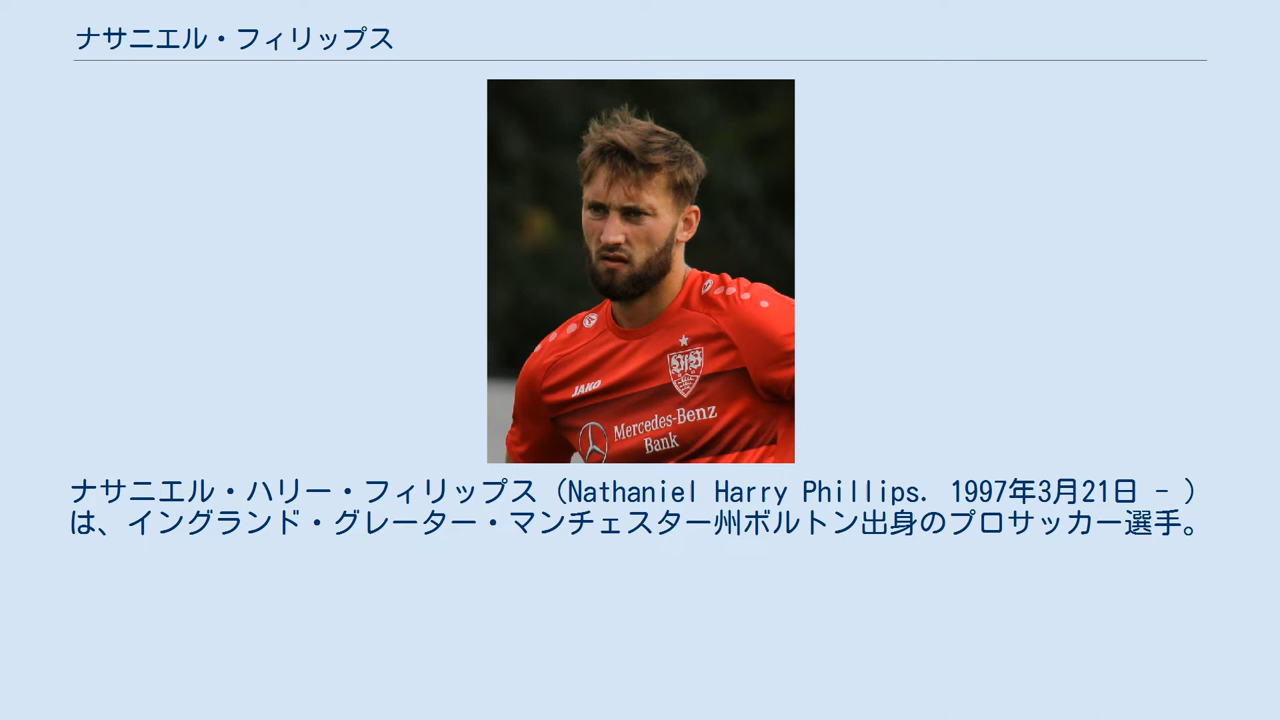 ナサニエル・フィリップス
JAKO
VfB
Mercedes-Benz
Bank
ナサニエル・ハリー・フィリップス（Nathaniel Harry Phillips. 1997年3月21日 - ）
は、イングランド・グレーター・マンチェスター州ボルトン出身のプロサッカー選手。